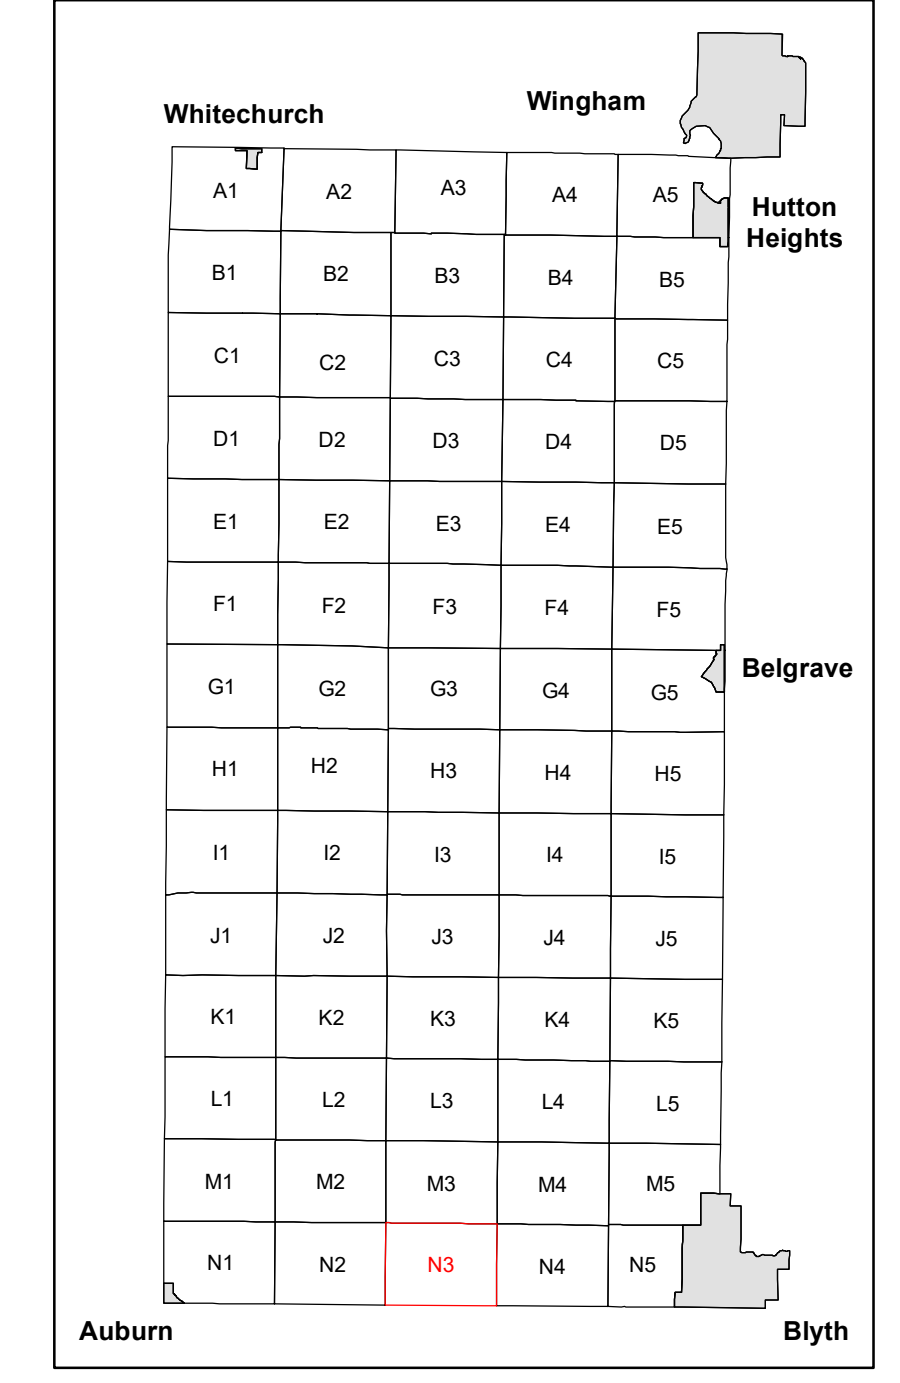 Wingham
Whitechurch
A1 A2 A3 A4 A5
Hutton
Heights
B1 B2 B3 B4 B5
C1 C2 C3 C4 C5
D1 D2 D3 D4 D5
E1 E2 E3 E4 E5
F1 F2 F3 F4 F5
Belgrave
G1 G2 G3 G4 G5
H1 H2 H3 H4 H5
I1 I2 I3 I4 I5
J1 J2 J3 J4 J5
K1 K2 K3 K4 K5
L1 L2 L3 L4 L5
M1 M2 M3 M4 M5
N1 N2 N3 N4 N5
Auburn Blyth